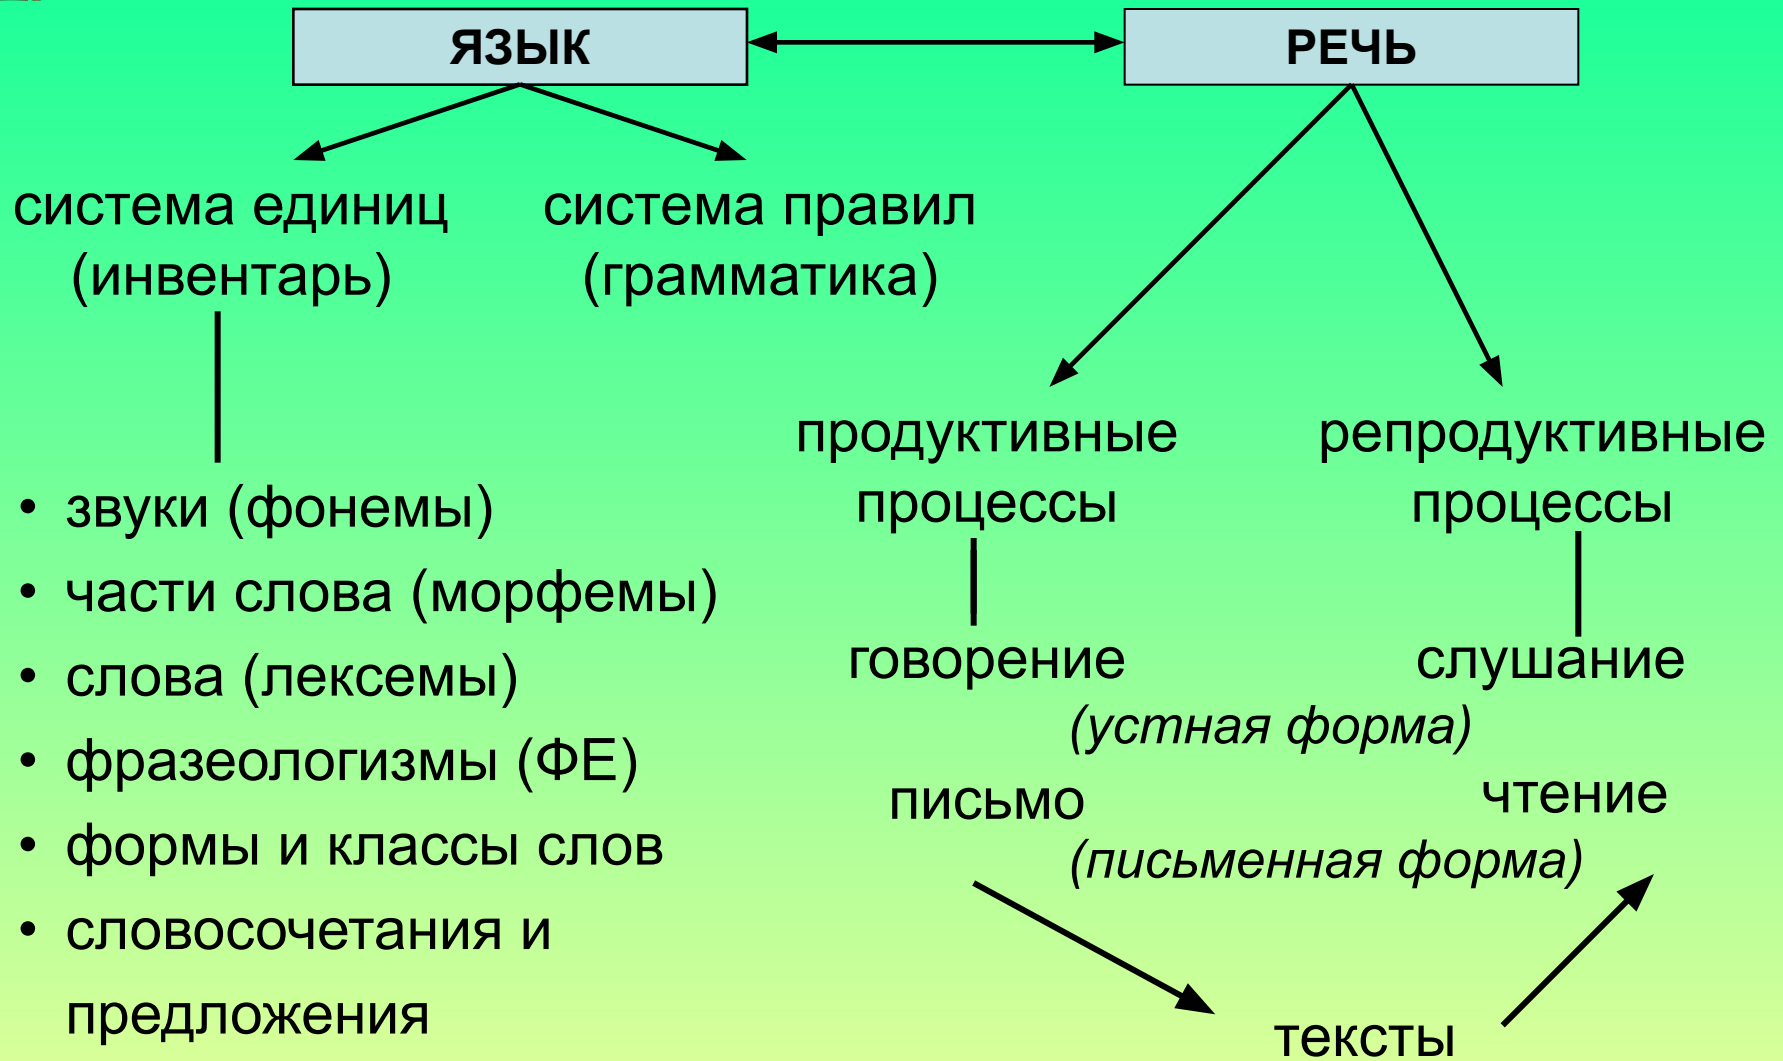 ЯЗЫК
РЕЧЬ
система единиц
(инвентарь)
система правил
(грамматика)
• звуки (фонемы)
• части слова (морфемы)
• слова (лексемы)
• фразеологизмы (ФЕ)
• формы и классы слов
• словосочетания и
предложения
продуктивные
процессы
репродуктивные
процессы
говорение
слушание
(устная форма)
письмо
чтение
(письменная форма)
тексты